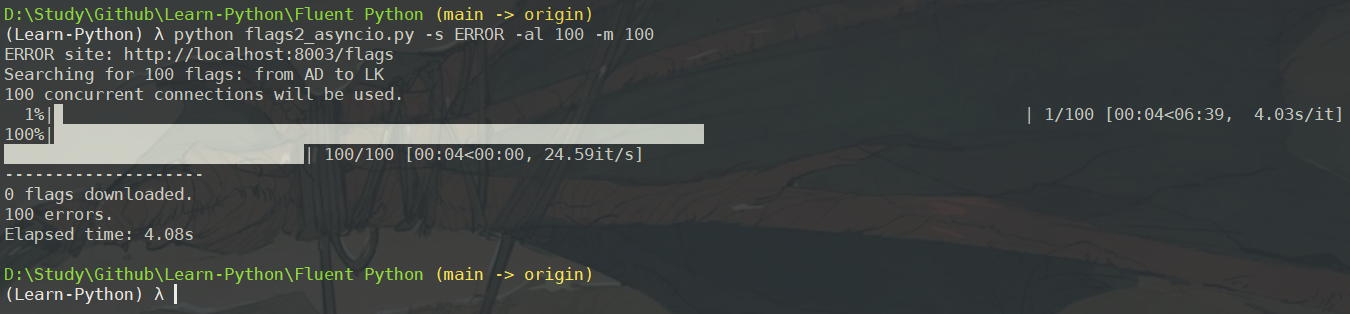 D:\Study\Github\Learn-Python\Fluent Python (main -> origin)
(Learn-Python) λ python flags2_asyncio.py -s ERROR -al 100 -m 100
ERROR site: http://localhost:8003/flags
Searching for 100 flags: from AD to LK
100 concurrent connections will be used.
1%| | 1/100 [00:04<06:39, 4.03s/it]
100%|
| 100/100 [00:04<00:00, 24.59it/s]
--------------------
0 flags downloaded.
100 errors.
Elapsed time: 4.08s
D:\Study\Github\Learn-Python\Fluent Python (main -> origin)
(Learn-Python) λ